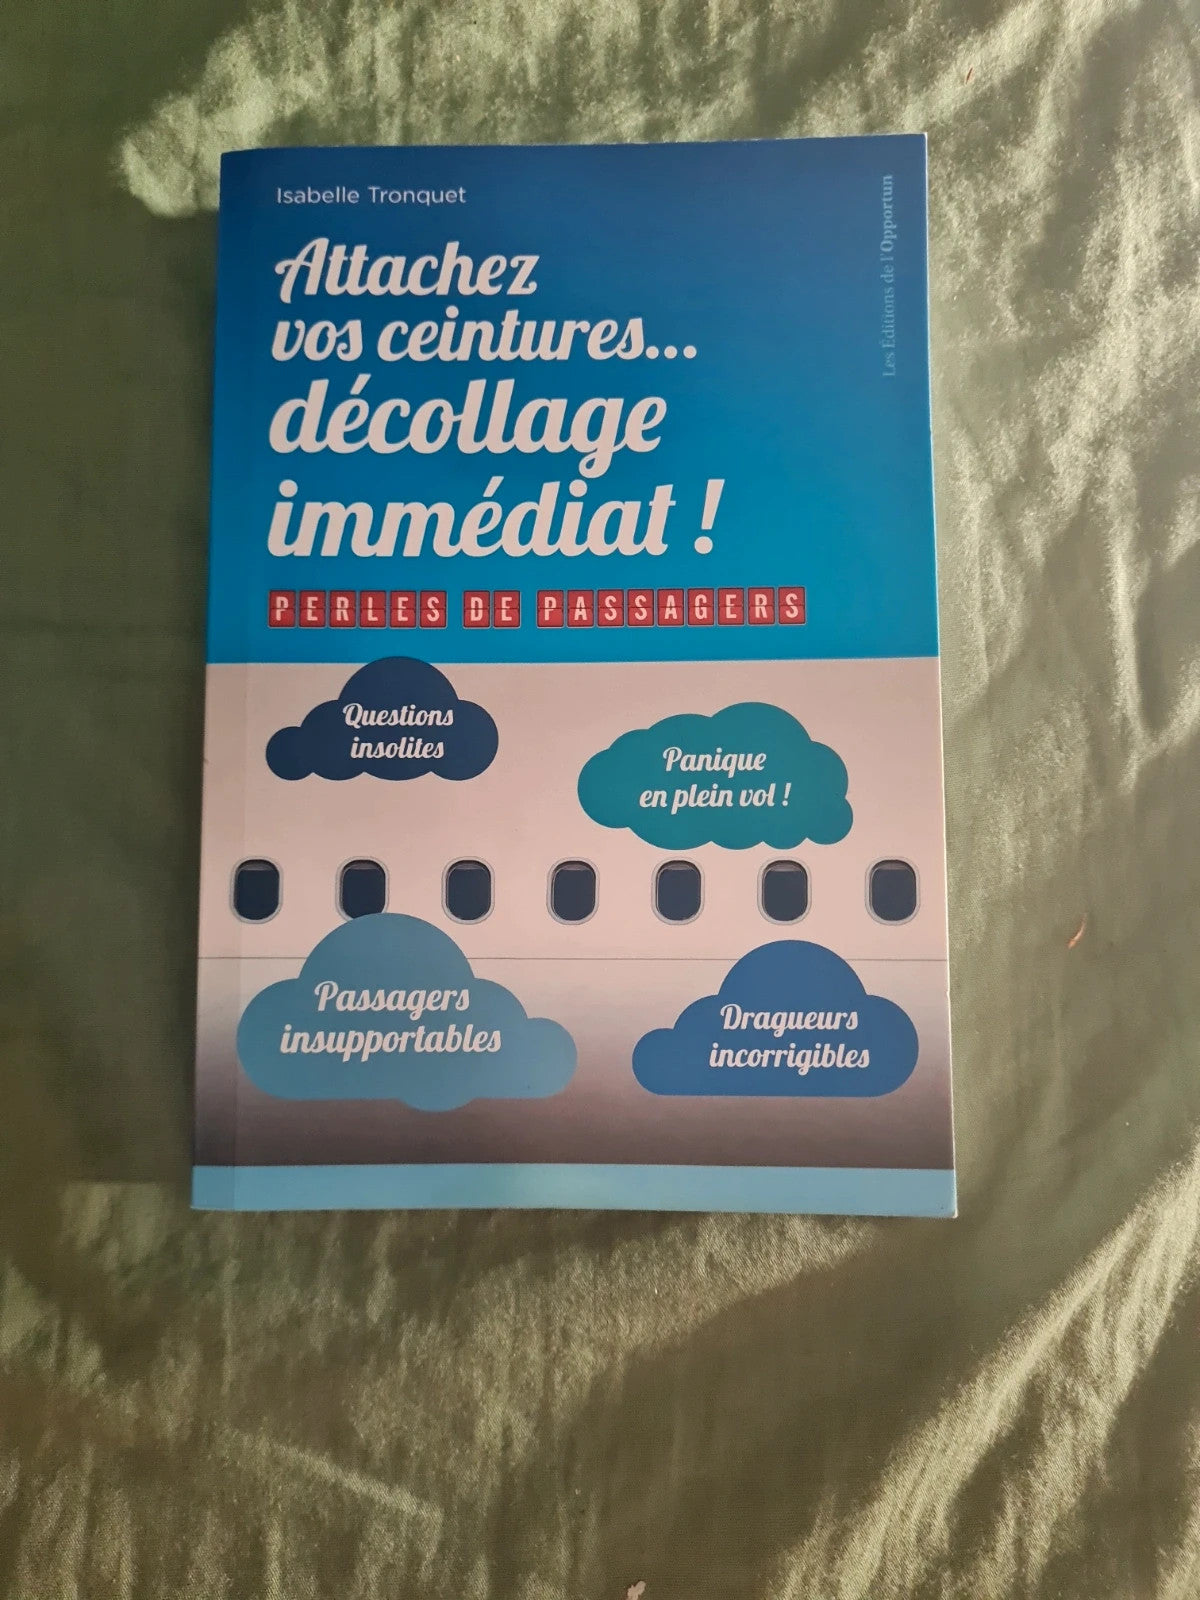 Isabelle Tronquet
Les Éditions de l'Opportun
Attachez
vos ceintures...
décollage
immédiat !
PERLES DE PASSAGERS
Questions
insolites
Panique
en plein vol !
Passagers
insupportables
Dragueurs
incorrigibles